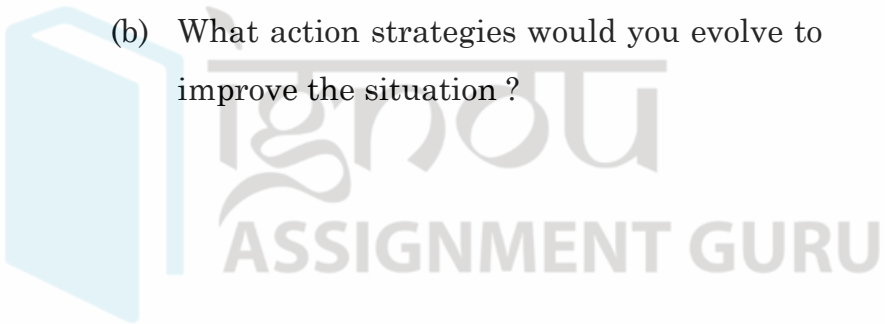 (b) What action strategies would you evolve to
improve the situation ?
ignou
ASSIGNMENT GURU